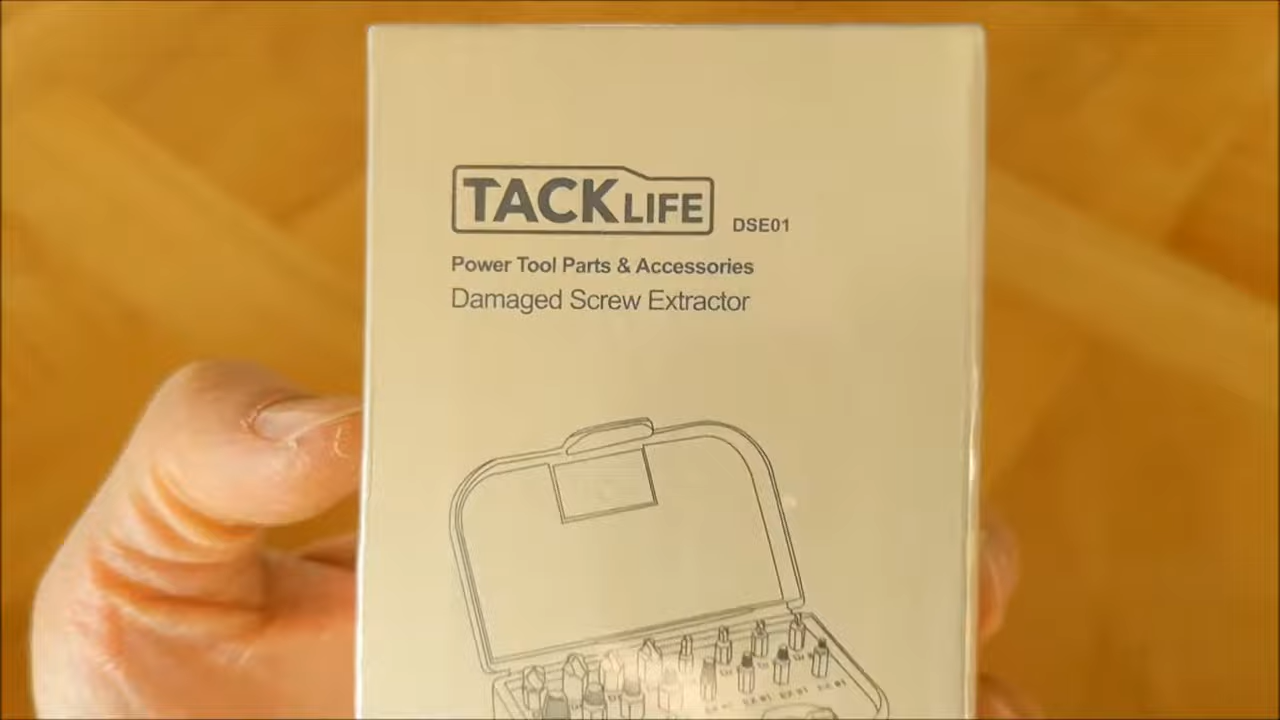 TACKLIFE DSE01
Power Tool Parts & Accessories
Damaged Screw Extractor